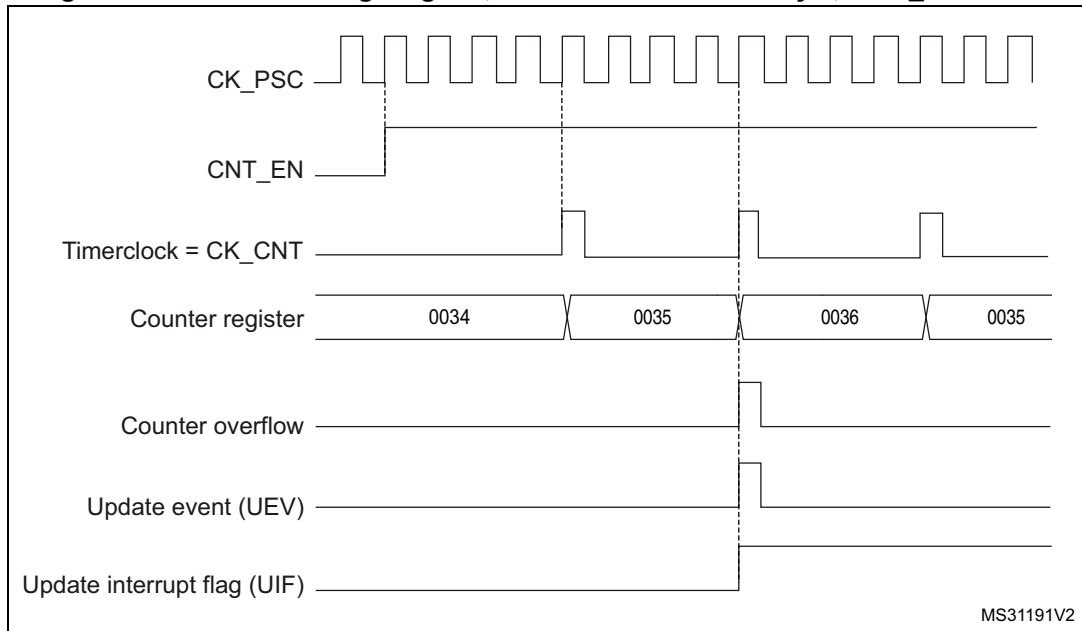 CK_PSC
CNT_EN
Timerclock = CK_CNT
Counter register
0034
0035
0036
0035
Counter overflow
Update event (UEV)
Update interrupt flag (UIF)
MS31191V2